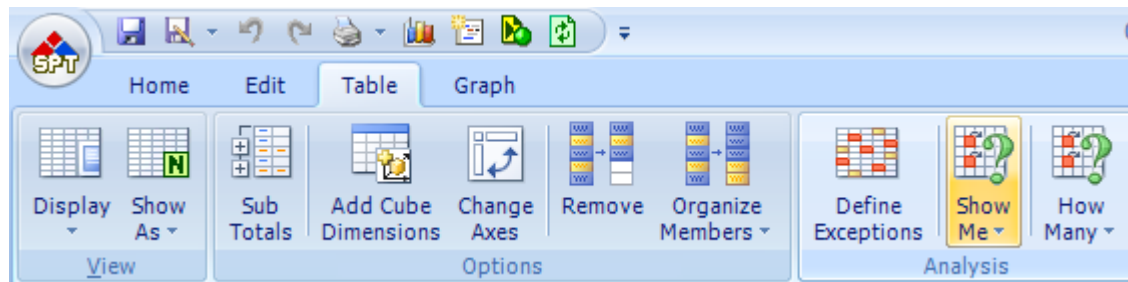 SPT
Home Edit Table Graph
Display Show As Sub Totals Add Cube Dimensions Change Axes Remove Organize Members Define Exceptions Show Me How Many
View Options Analysis